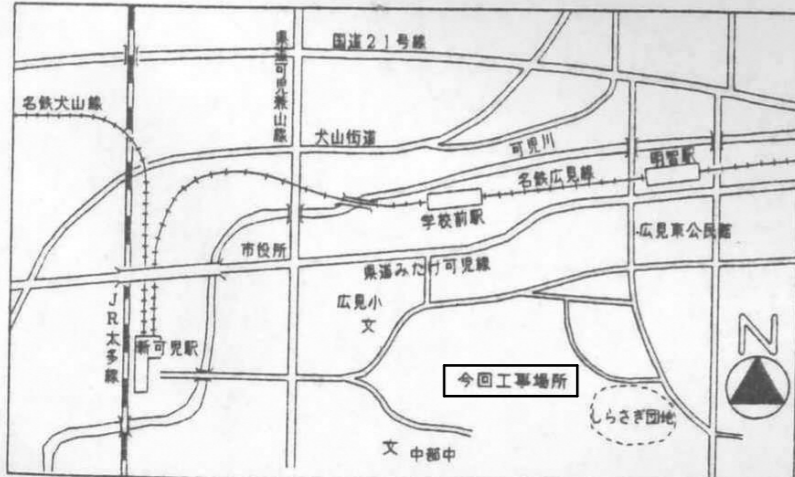 国道21号線
県道可児兼山線
名鉄犬山線
犬山街道
可児川
明智駅
名鉄広見線
学校前駅
市役所
広見東公民館
県道みたけ可児線
広見小
文
JR太多線
新可児駅
今回工事場所
しらさぎ団地
文 中部中
N